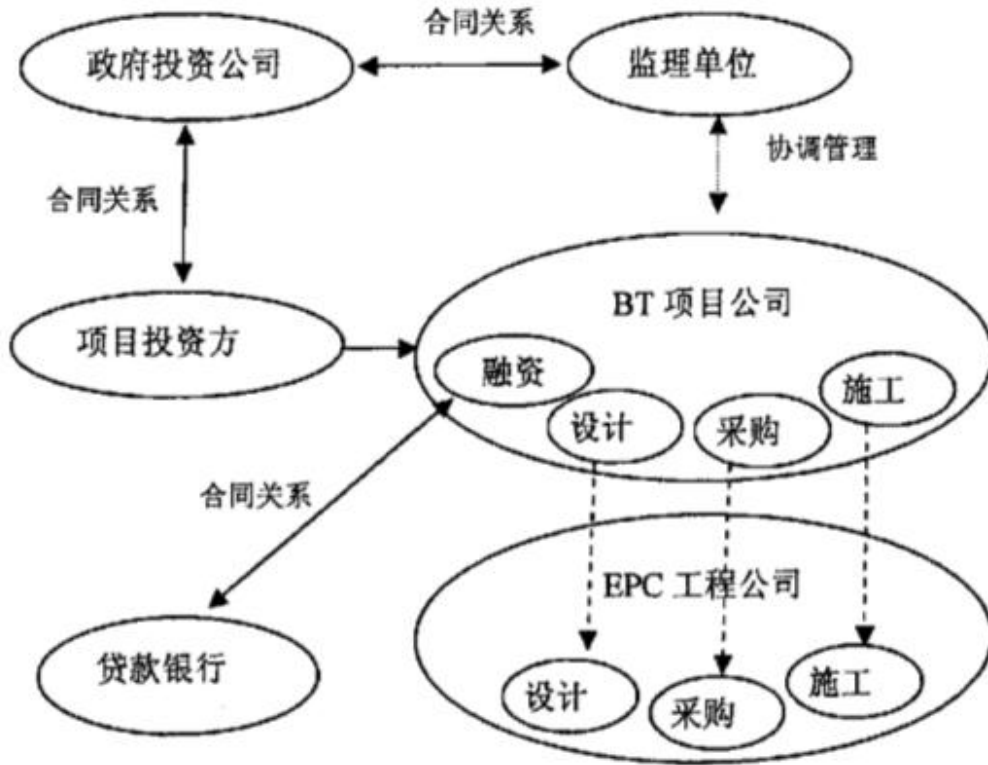 合同关系
政府投资公司
监理单位
协调管理
合同关系
BT 项目公司
项目投资方
融资
施工
设计
采购
合同关系
EPC 工程公司
贷款银行
设计
采购
施工